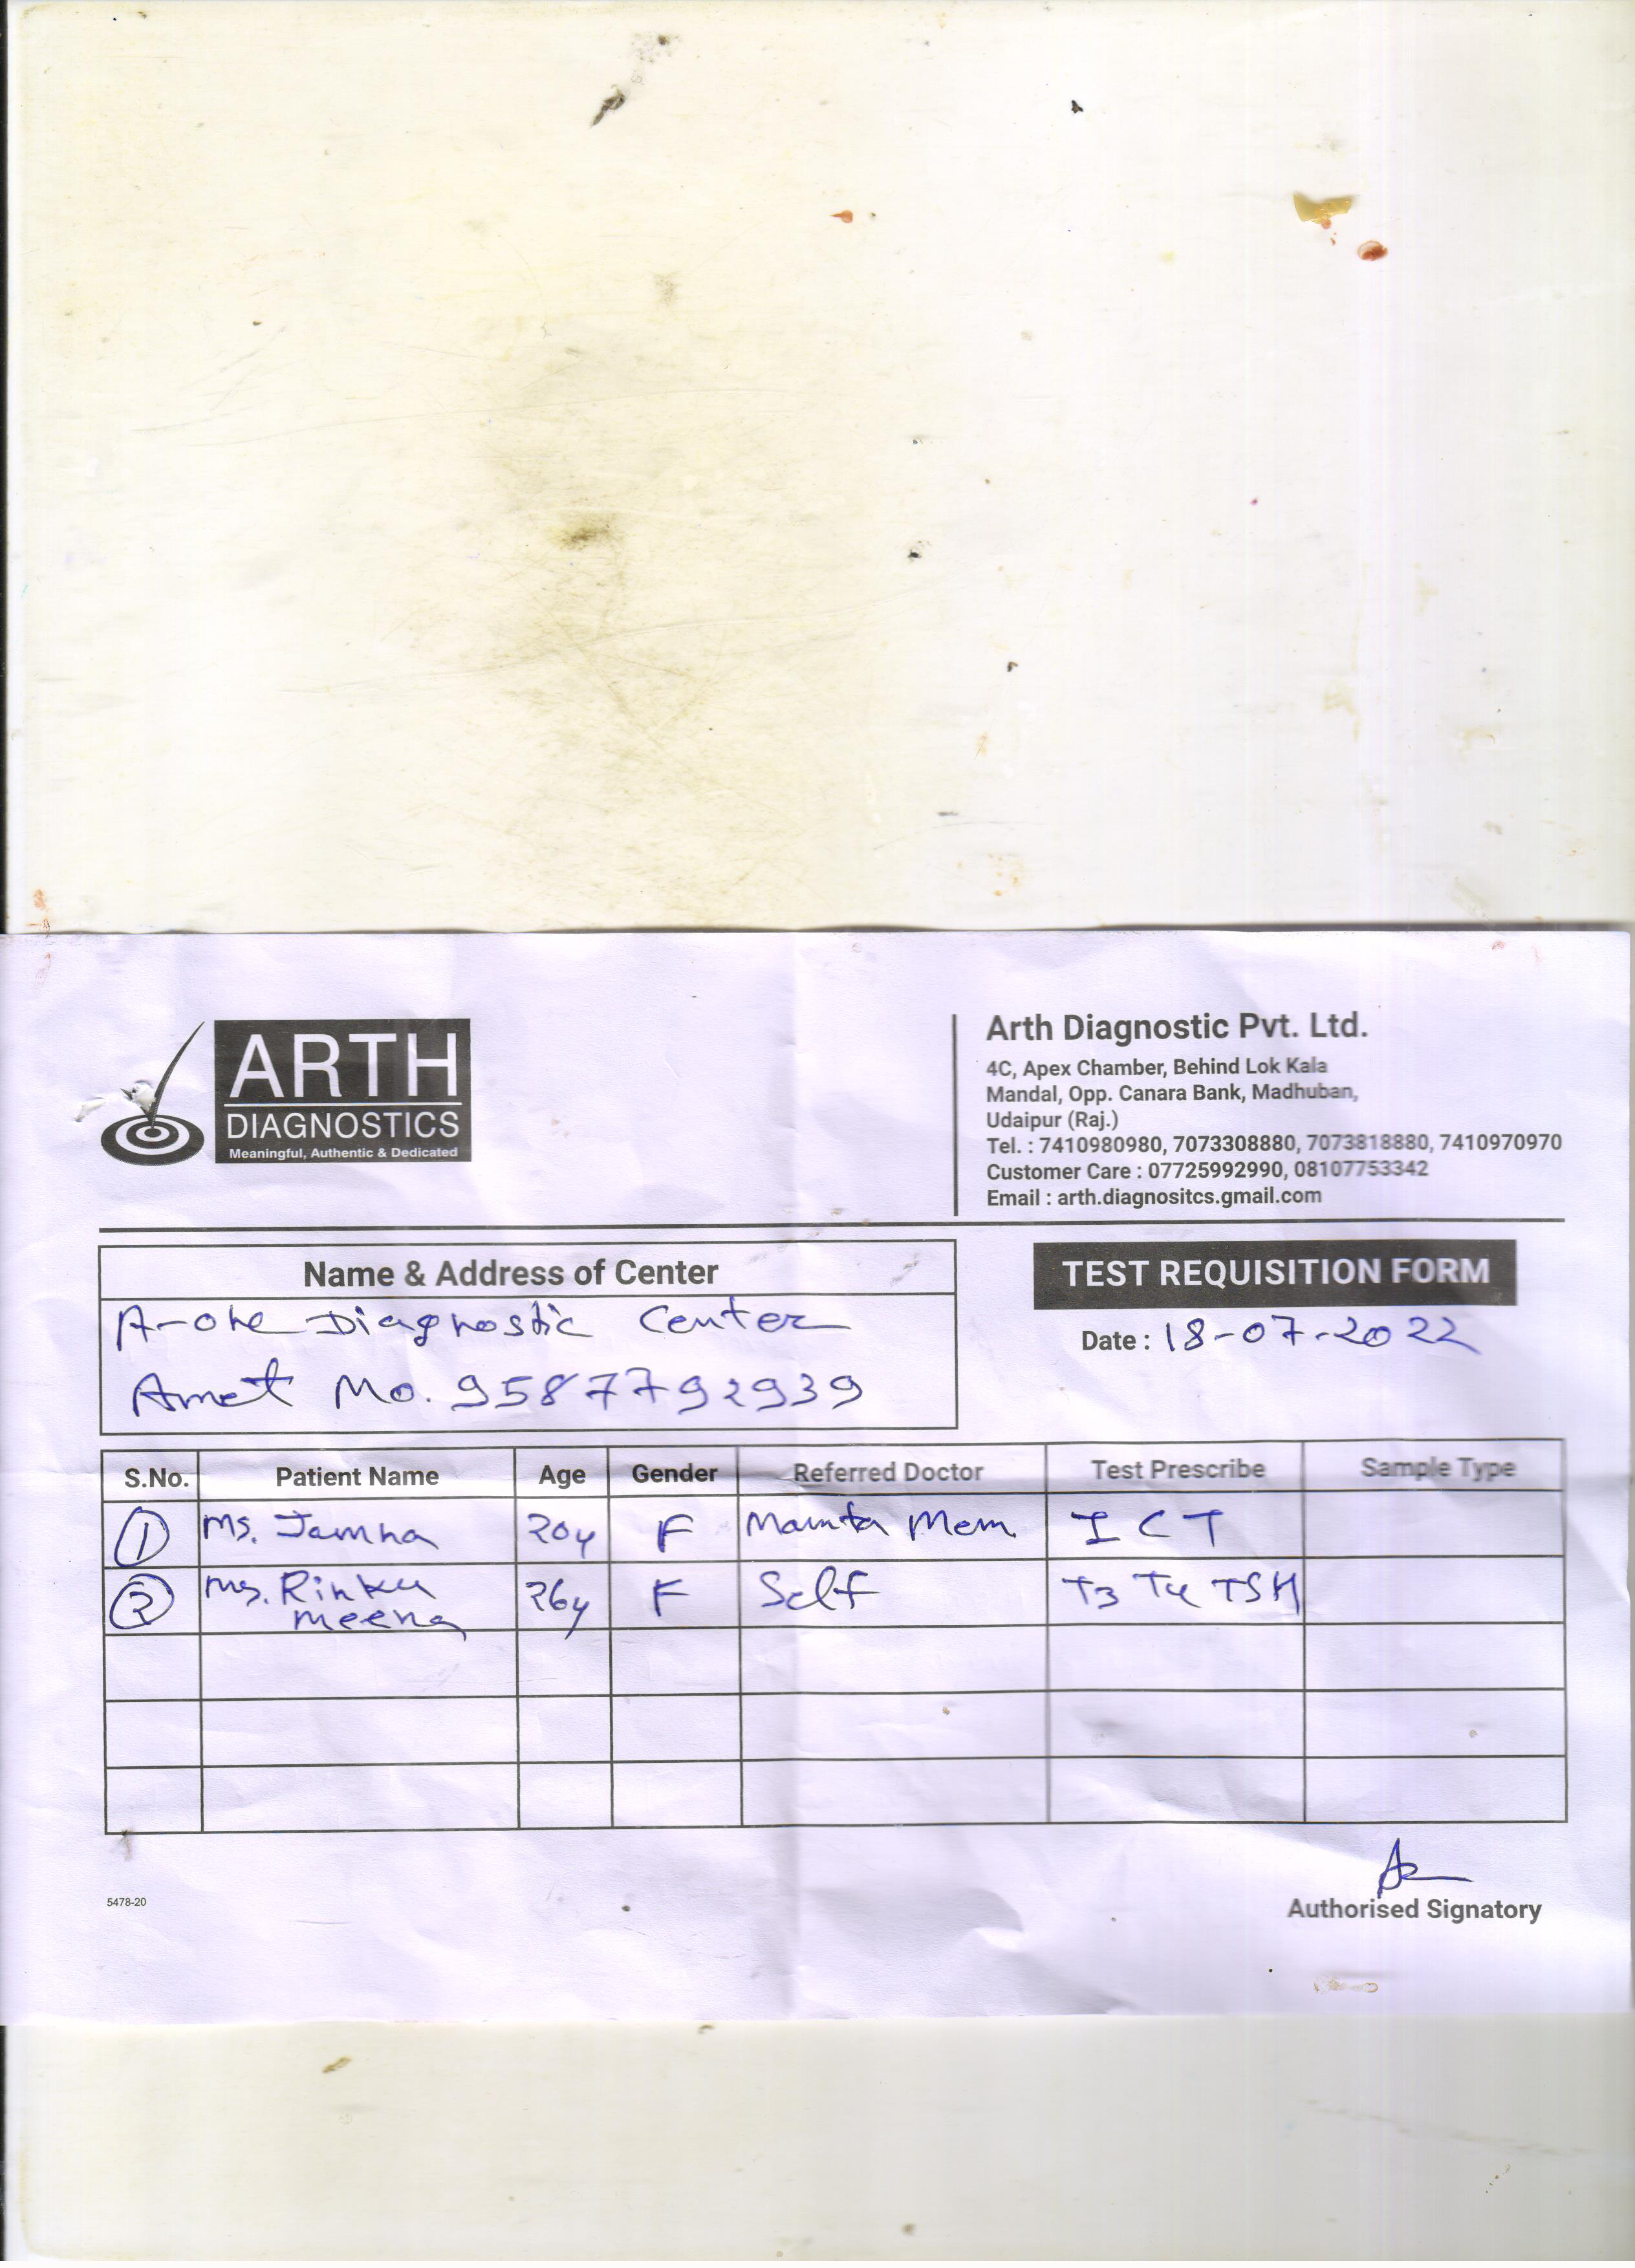 ARTH
DIAGNOSTICS
Meaningful, Authentic & Dedicated
Arth Diagnostic Pvt. Ltd.
4C, Apex Chamber, Behind Lok Kala
Mandal, Opp. Canara Bank, Madhuban,
Udaipur (Raj.)
Tel. : 7410980980, 7073308880, 7073818880, 7410970970
Customer Care : 07725992990, 08107753342
Email : arth.diagnositcs.gmail.com
Name & Address of Center
A-one Diagnostic Center
Amet Mo. 9587792939
TEST REQUISITION FORM
Date : 18-07-2022
S.No. Patient Name Age Gender Referred Doctor Test Prescribe Sample Type
1 Ms. Jamna 20y F Mamta Mem I C T
2 Ms. Rinku Meena 26y F Self T3 T4 TSH
5478-20
Authorised Signatory